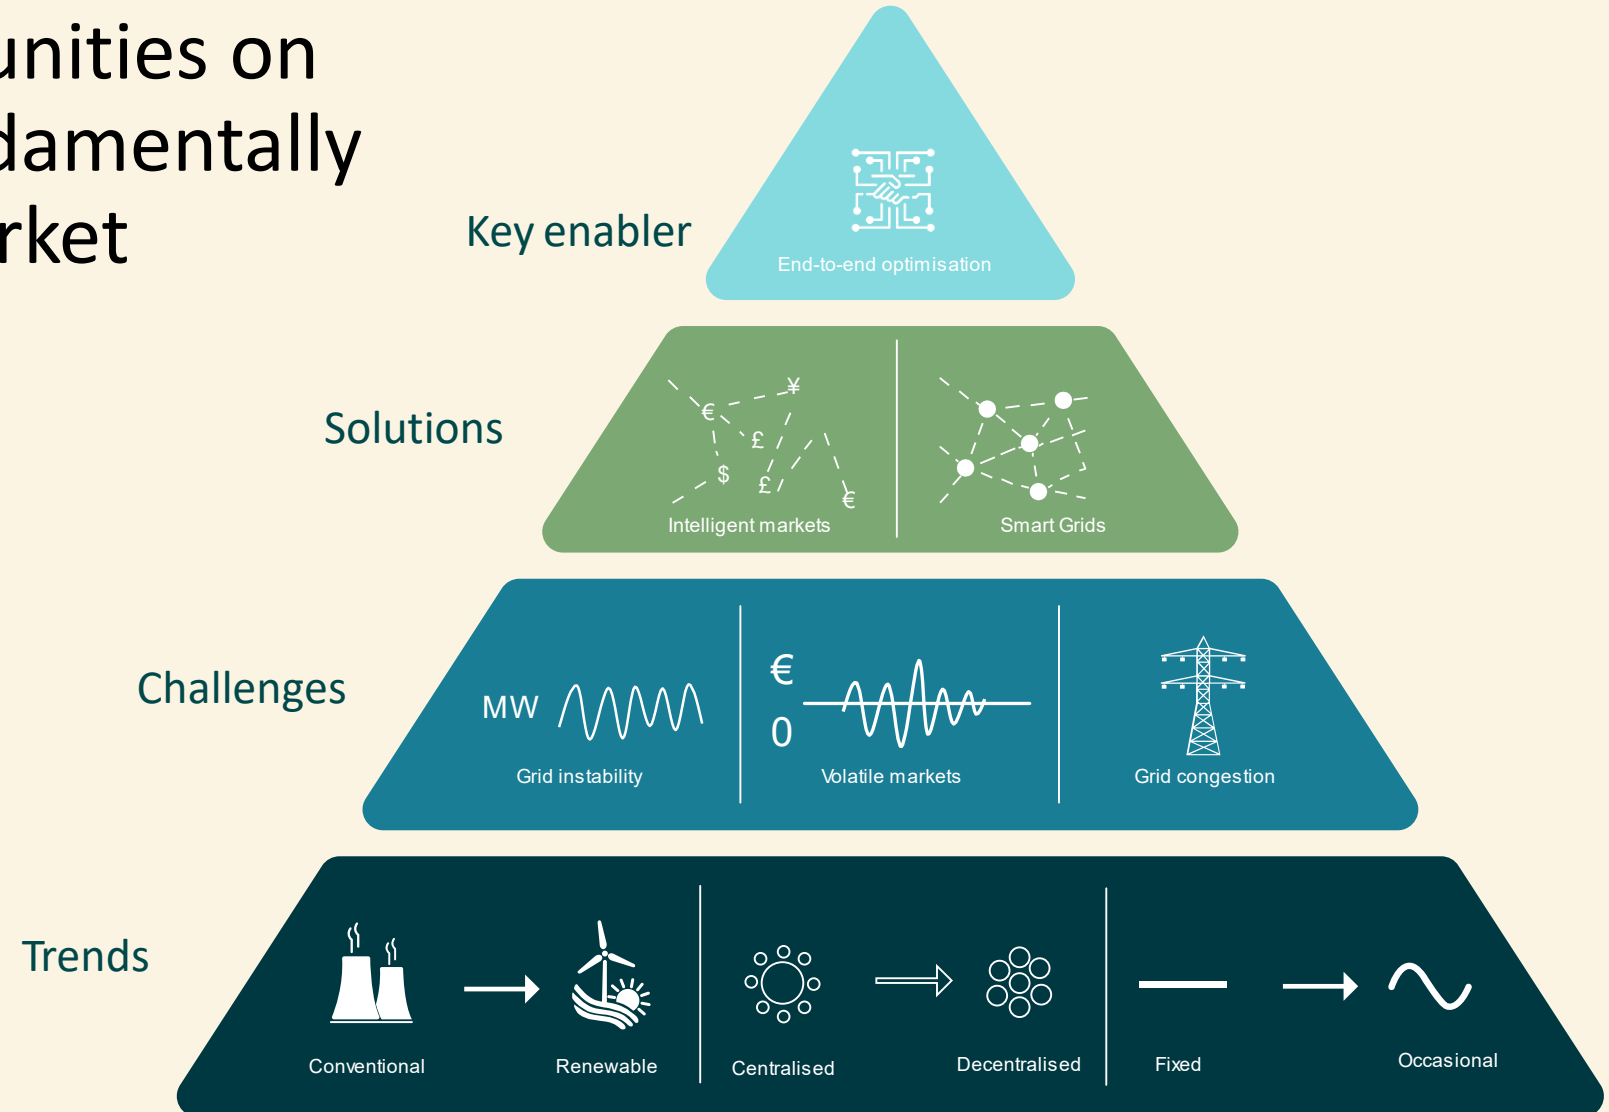 unities on
damentally
rket
Key enabler
End-to-end optimisation
Solutions
€ ¥ £ $ £ €
Intelligent markets
Smart Grids
Challenges
MW
€
0
Grid instability
Volatile markets
Grid congestion
Trends
Conventional
Renewable
Centralised
Decentralised
Fixed
Occasional